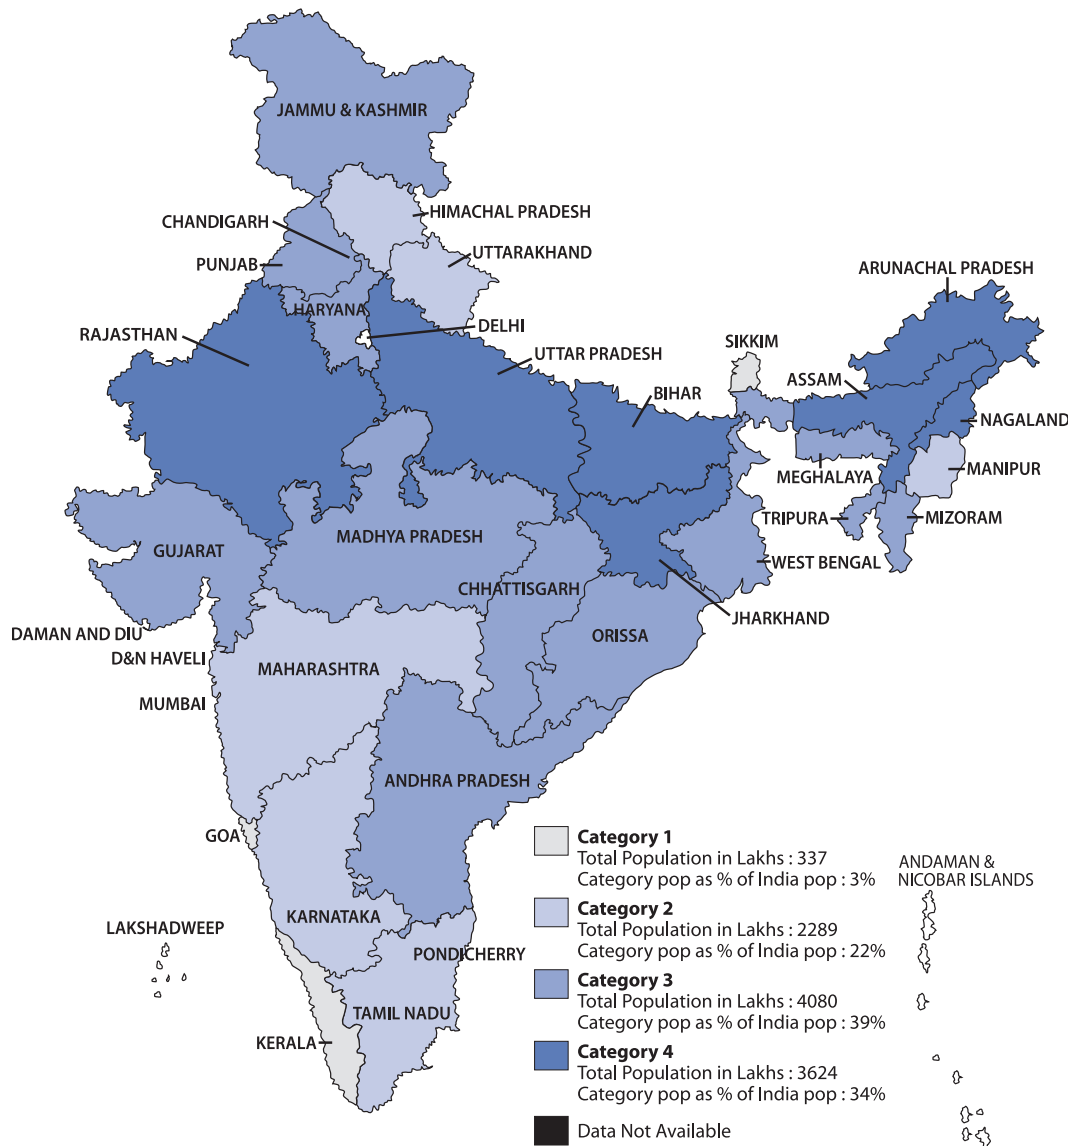 JAMMU & KASHMIR
HIMACHAL PRADESH
CHANDIGARH
UTTARAKHAND
PUNJAB
ARUNACHAL PRADESH
HARYANA
DELHI
RAJASTHAN
SIKKIM
UTTAR PRADESH
ASSAM
BIHAR
NAGALAND
MANIPUR
MEGHALAYA
TRIPURA
MIZORAM
MADHYA PRADESH
GUJARAT
WEST BENGAL
CHHATTISGARH
JHARKHAND
DAMAN AND DIU
ORISSA
D&N HAVELI
MAHARASHTRA
MUMBAI
ANDHRA PRADESH
GOA
KARNATAKA
LAKSHADWEEP
PONDICHERRY
TAMIL NADU
KERALA
ANDAMAN &
NICOBAR ISLANDS
Category 1
Total Population in Lakhs : 337
Category pop as % of India pop : 3%
Category 2
Total Population in Lakhs : 2289
Category pop as % of India pop : 22%
Category 3
Total Population in Lakhs : 4080
Category pop as % of India pop : 39%
Category 4
Total Population in Lakhs : 3624
Category pop as % of India pop : 34%
Data Not Available